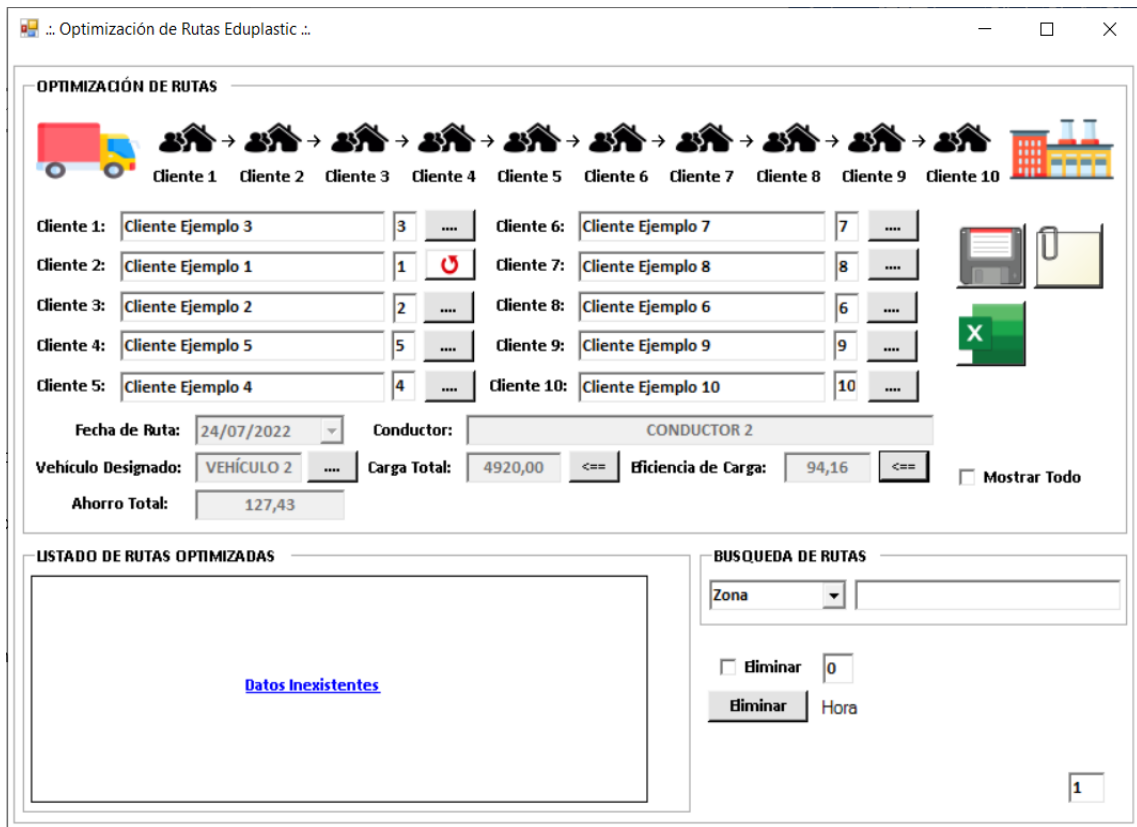 .:. Optimización de Rutas Eduplastic .:.
OPTIMIZACIÓN DE RUTAS
Cliente 1 Cliente 2 Cliente 3 Cliente 4 Cliente 5 Cliente 6 Cliente 7 Cliente 8 Cliente 9 Cliente 10
Cliente 1: Cliente Ejemplo 3 3 .... Cliente 6: Cliente Ejemplo 7 7 ....
Cliente 2: Cliente Ejemplo 1 1 Cliente 7: Cliente Ejemplo 8 8 ....
Cliente 3: Cliente Ejemplo 2 2 .... Cliente 8: Cliente Ejemplo 6 6 ....
Cliente 4: Cliente Ejemplo 5 5 .... Cliente 9: Cliente Ejemplo 9 9 ....
Cliente 5: Cliente Ejemplo 4 4 .... Cliente 10: Cliente Ejemplo 10 10 ....
X
Fecha de Ruta: 24/07/2022 Conductor: CONDUCTOR 2
Vehículo Designado: VEHÍCULO 2 .... Carga Total: 4920,00 <== Eficiencia de Carga: 94,16 <== Mostrar Todo
Ahorro Total: 127,43
LISTADO DE RUTAS OPTIMIZADAS
Datos Inexistentes
BUSQUEDA DE RUTAS
Zona
Eliminar 0
Eliminar Hora
1